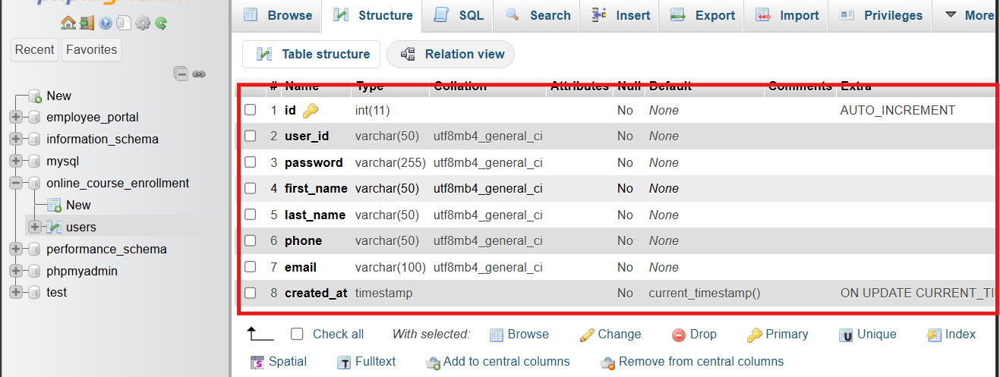 Browse Structure SQL Search Insert Export Import Privileges More
Recent Favorites
Table structure Relation view
New
employee_portal
information_schema
mysql
online_course_enrollment
New
users
performance_schema
phpmyadmin
test
# Name Type Collation Attributes Null Default Comments Extra
1 id int(11) No None AUTO_INCREMENT
2 user_id varchar(50) utf8mb4_general_ci No None
3 password varchar(255) utf8mb4_general_ci No None
4 first_name varchar(50) utf8mb4_general_ci No None
5 last_name varchar(50) utf8mb4_general_ci No None
6 phone varchar(50) utf8mb4_general_ci No None
7 email varchar(100) utf8mb4_general_ci No None
8 created_at timestamp No current_timestamp() ON UPDATE CURRENT_TI
Check all With selected: Browse Change Drop Primary Unique Index
Spatial Fulltext Add to central columns Remove from central columns